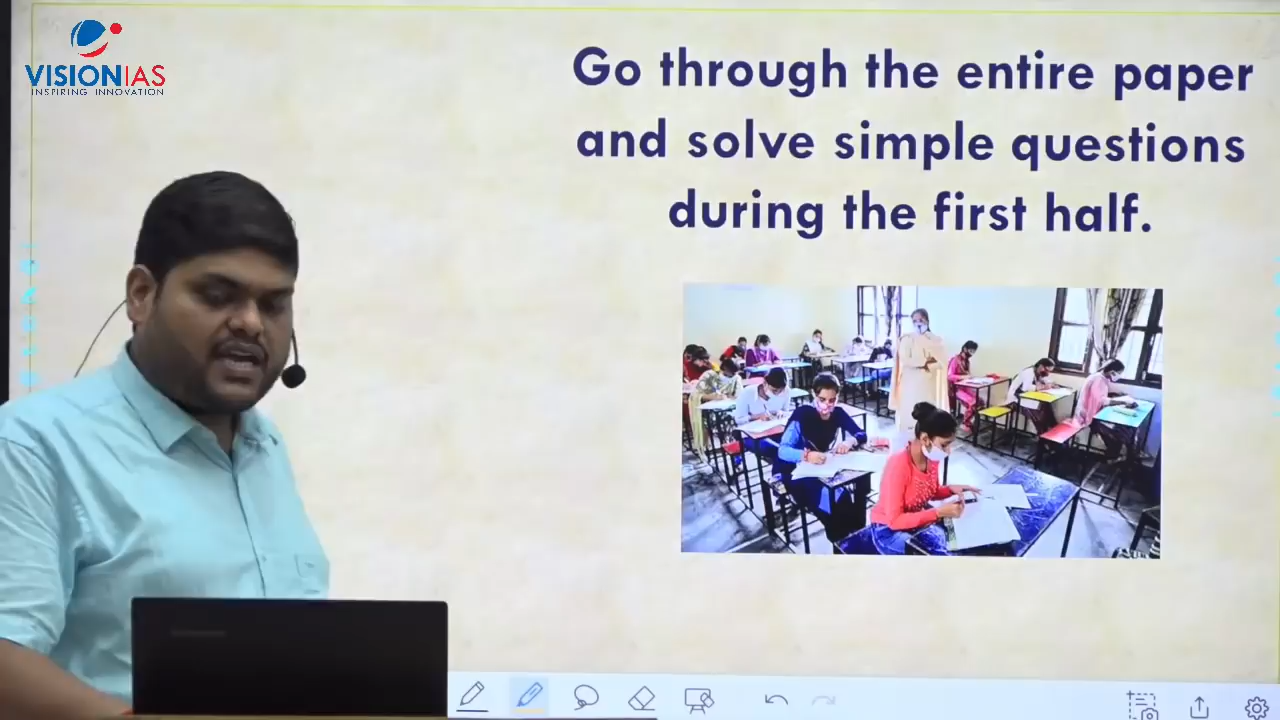 VISIONIAS
INSPIRING INNOVATION
Go through the entire paper
and solve simple questions
during the first half.